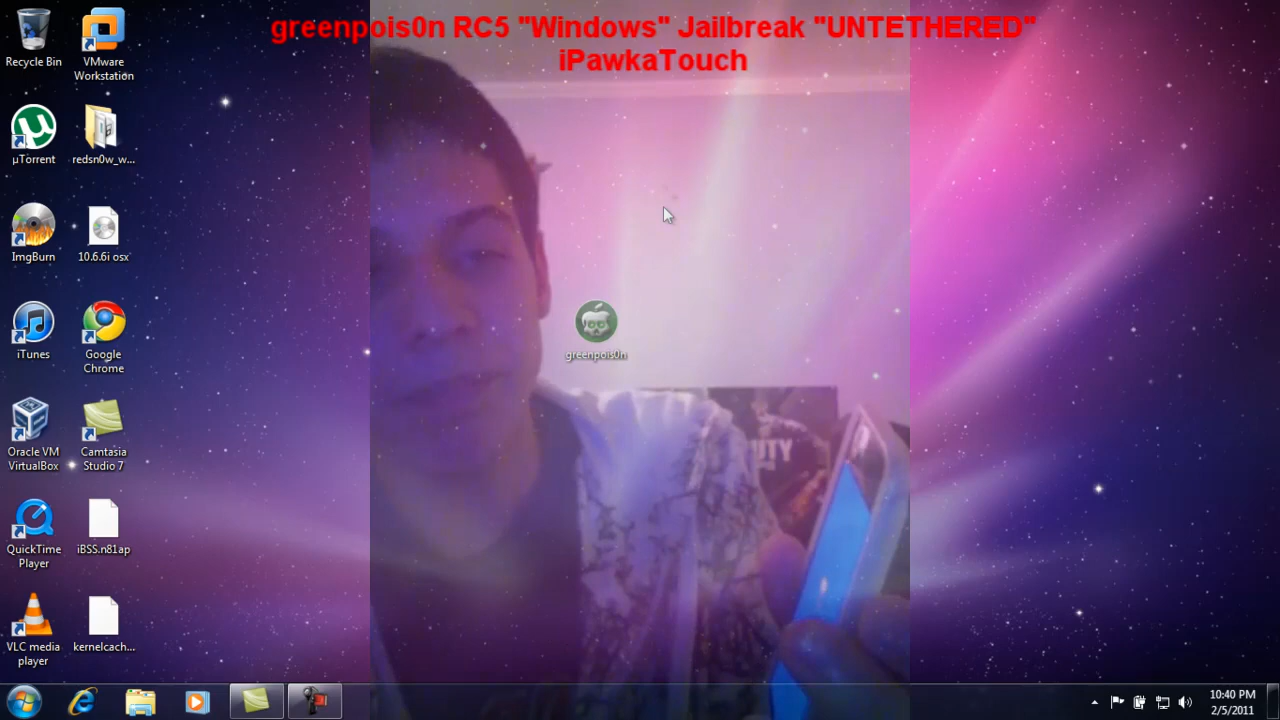 greenpois0n RC5 "Windows" Jailbreak "UNTETHERED"
iPawkaTouch
Recycle Bin
VMware
Workstation
µTorrent
redsn0w_w...
ImgBurn
10.6.6i osx
iTunes
Google
Chrome
greenpois0n
Oracle VM
VirtualBox
Camtasia
Studio 7
QuickTime
Player
iBSS.n81ap
VLC media
player
kernelcach...
10:40 PM
2/5/2011